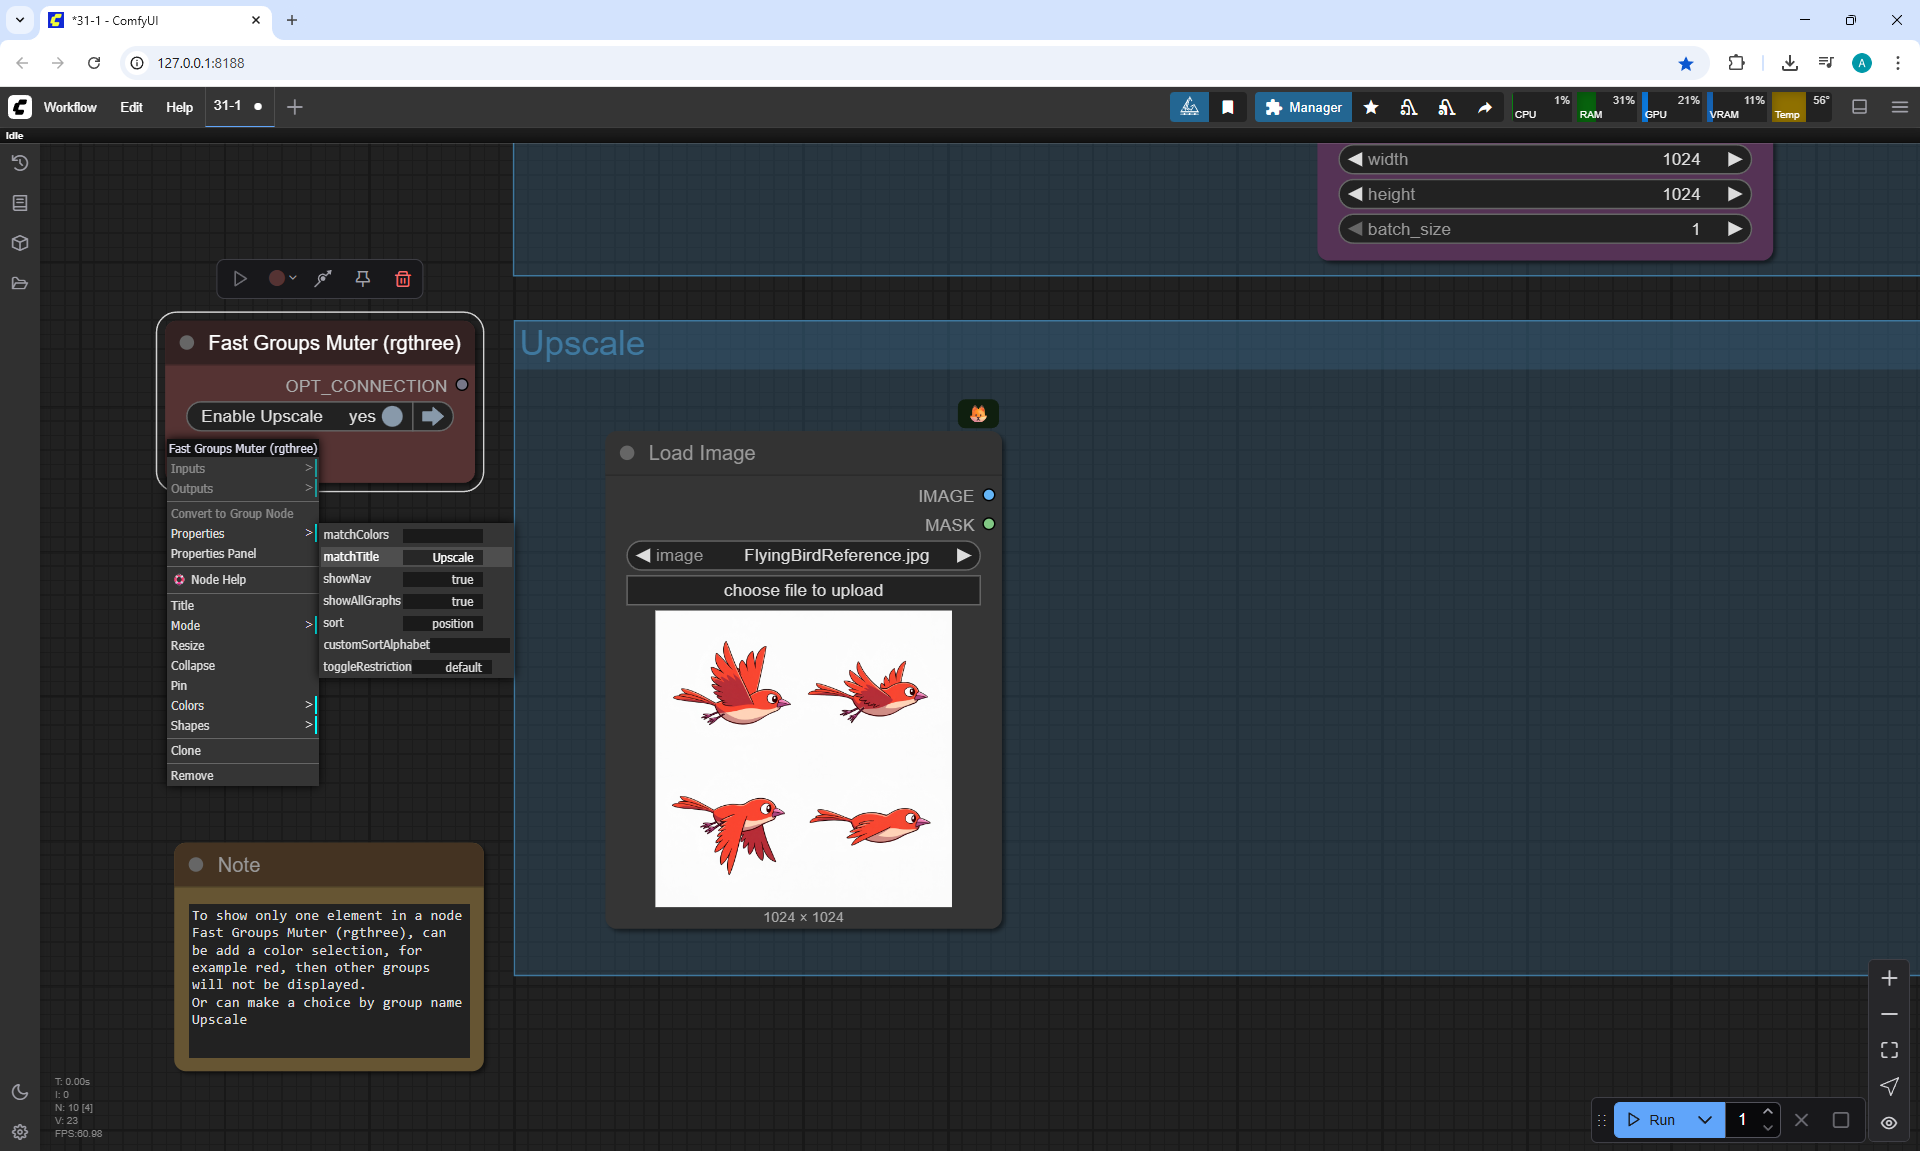 *31-1 - ComfyUI
127.0.0.1:8188
Workflow Edit Help 31-1
Manager
CPU 1% RAM 31% GPU 21% VRAM 11% Temp 56°
Idle
width 1024
height 1024
batch_size 1
Fast Groups Muter (rgthree)
OPT_CONNECTION
Enable Upscale yes
Fast Groups Muter (rgthree)
Inputs >
Outputs >
Convert to Group Node
Properties >
Properties Panel
Node Help
Title
Mode >
Resize
Collapse
Pin
Colors >
Shapes >
Clone
Remove
matchColors
matchTitle Upscale
showNav true
showAllGraphs true
sort position
customSortAlphabet
toggleRestriction default
Upscale
Load Image
IMAGE
MASK
image FlyingBirdReference.jpg
choose file to upload
1024 × 1024
Note
To show only one element in a node
Fast Groups Muter (rgthree), can
be add a color selection, for
example red, then other groups
will not be displayed.
Or can make a choice by group name
Upscale
T: 0.00s
I: 0
N: 10 [4]
V: 23
FPS:60.98
Run 1
A